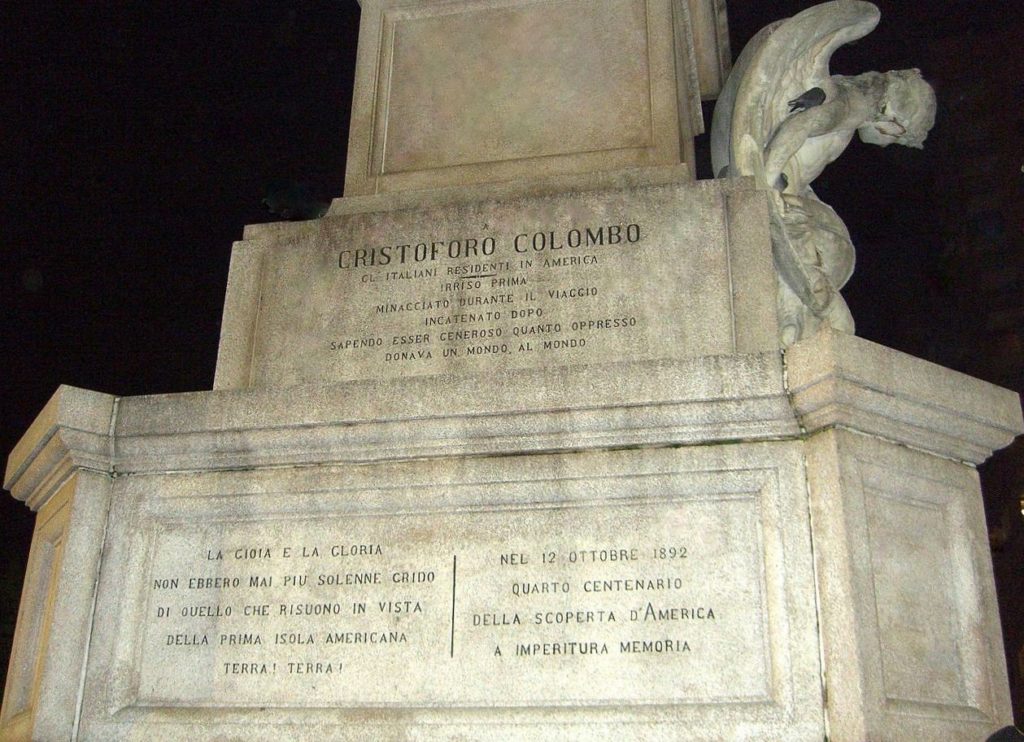 A
CRISTOFORO COLOMBO
GL'ITALIANI RESIDENTI IN AMERICA
IRRISO PRIMA
MINACCIATO DURANTE IL VIAGGIO
INCATENATO DOPO
SAPENDO ESSER GENEROSO QUANTO OPPRESSO
DONAVA UN MONDO AL MONDO
LA GIOIA E LA GLORIA
NON EBBERO MAI PIU SOLENNE GRIDO
DI QUELLO CHE RISUONO IN VISTA
DELLA PRIMA ISOLA AMERICANA
TERRA! TERRA!
NEL 12 OTTOBRE 1892
QUARTO CENTENARIO
DELLA SCOPERTA D'AMERICA
A IMPERITURA MEMORIA